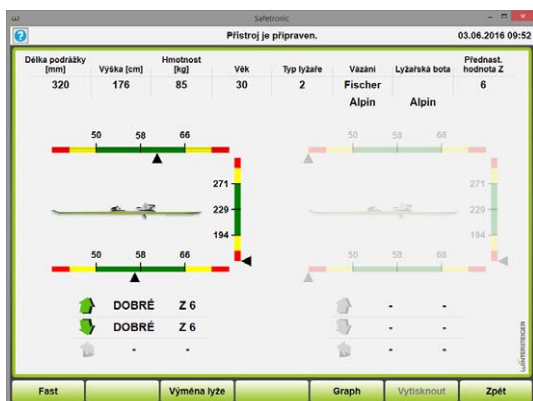 Safetronic
Přístroj je připraven.
03.06.2016 09:52
Délka podrážky [mm] Výška [cm] Hmotnost [kg] Věk Typ lyžaře Vázání Lyžařská bota Přednast. hodnota Z
320 176 85 30 2 Fischer 6
Alpin Alpin
50 58 66 50 58 66
271 271
229 229
194 194
50 58 66 50 58 66
DOBRÉ Z 6 - -
DOBRÉ Z 6 - -
- - - -
WINTERSTEIGER
Fast Výměna lyže Graph Vytisknout Zpět